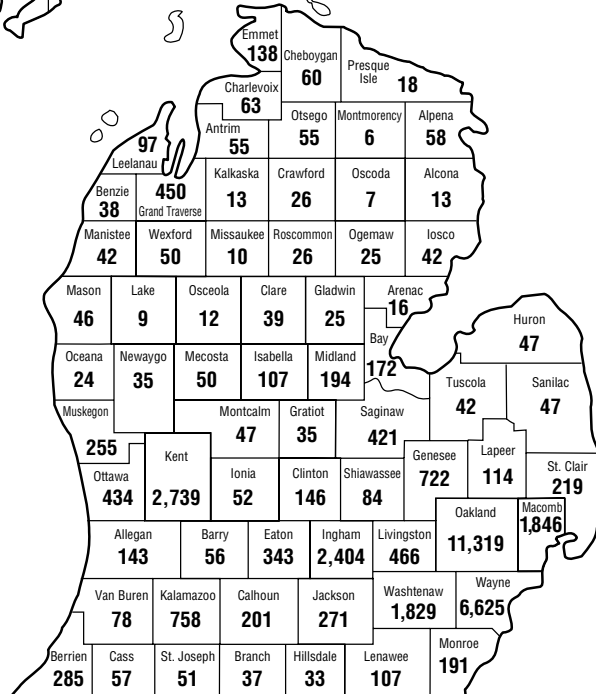 Emmet
138
Cheboygan
60
Presque
Isle
18
Charlevoix
63
Antrim
55
Otsego
55
Montmorency
6
Alpena
58
97
Leelanau
Benzie
38
450
Grand Traverse
Kalkaska
13
Crawford
26
Oscoda
7
Alcona
13
Manistee
42
Wexford
50
Missaukee
10
Roscommon
26
Ogemaw
25
Iosco
42
Mason
46
Lake
9
Osceola
12
Clare
39
Gladwin
25
Arenac
16
Huron
47
Oceana
24
Newaygo
35
Mecosta
50
Isabella
107
Midland
194
Bay
172
Tuscola
42
Sanilac
47
Muskegon
255
Montcalm
47
Gratiot
35
Saginaw
421
Ottawa
434
Kent
2,739
Ionia
52
Clinton
146
Shiawassee
84
Genesee
722
Lapeer
114
St. Clair
219
Allegan
143
Barry
56
Eaton
343
Ingham
2,404
Livingston
466
Oakland
11,319
Macomb
1,846
Van Buren
78
Kalamazoo
758
Calhoun
201
Jackson
271
Washtenaw
1,829
Wayne
6,625
Berrien
285
Cass
57
St. Joseph
51
Branch
37
Hillsdale
33
Lenawee
107
Monroe
191